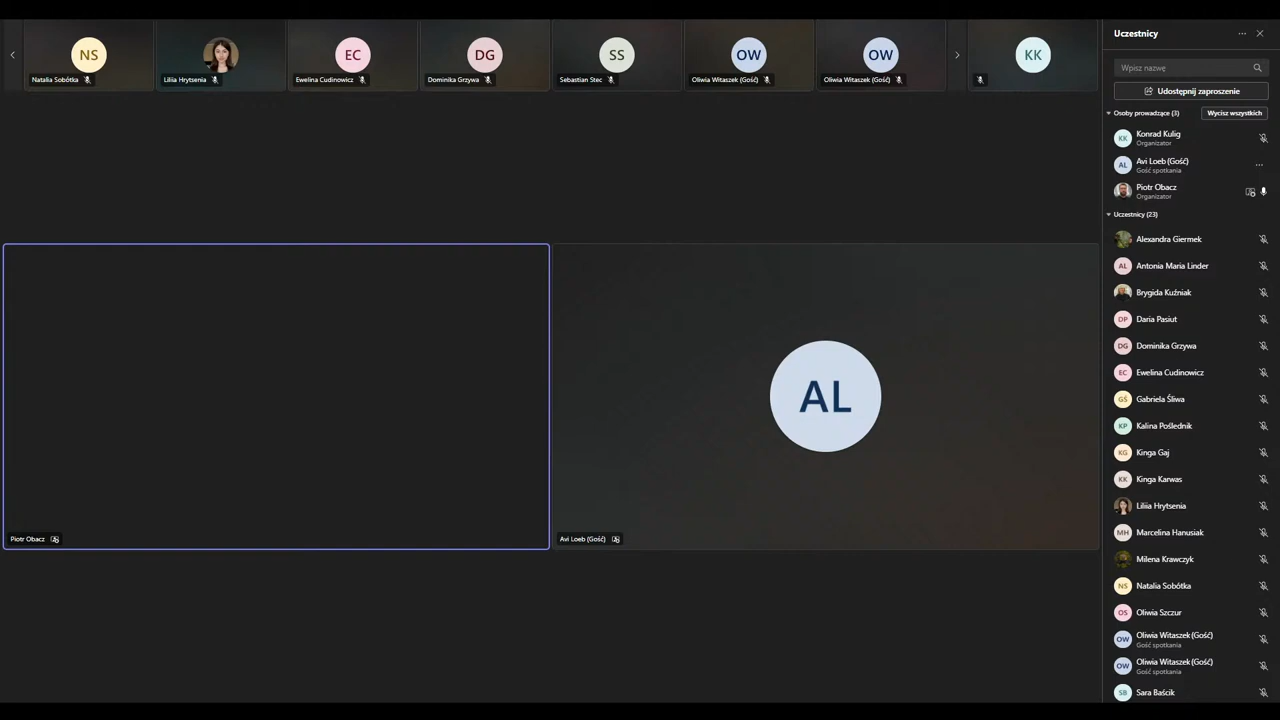 NS
Natalia Sobótka
Liliia Hrytsenia
EC
Ewelina Cudinowicz
DG
Dominika Grzywa
SS
Sebastian Stec
OW
Oliwia Witaszek (Gość)
OW
Oliwia Witaszek (Gość)
KK
Piotr Obacz
AL
Avi Loeb (Gość)
Uczestnicy
Wpisz nazwę
Udostępnij zaproszenie
Osoby prowadzące (3)
Wycisz wszystkich
KK
Konrad Kulig
Organizator
AL
Avi Loeb (Gość)
Gość spotkania
Piotr Obacz
Organizator
Uczestnicy (23)
Alexandra Giermek
AL
Antonia Maria Linder
Brygida Kuźniak
DP
Daria Pasiut
DG
Dominika Grzywa
EC
Ewelina Cudinowicz
GŚ
Gabriela Śliwa
KP
Kalina Poślednik
KG
Kinga Gaj
KK
Kinga Karwas
Liliia Hrytsenia
MH
Marcelina Hanusiak
Milena Krawczyk
NS
Natalia Sobótka
OS
Oliwia Szczur
OW
Oliwia Witaszek (Gość)
Gość spotkania
OW
Oliwia Witaszek (Gość)
Gość spotkania
SB
Sara Baścik